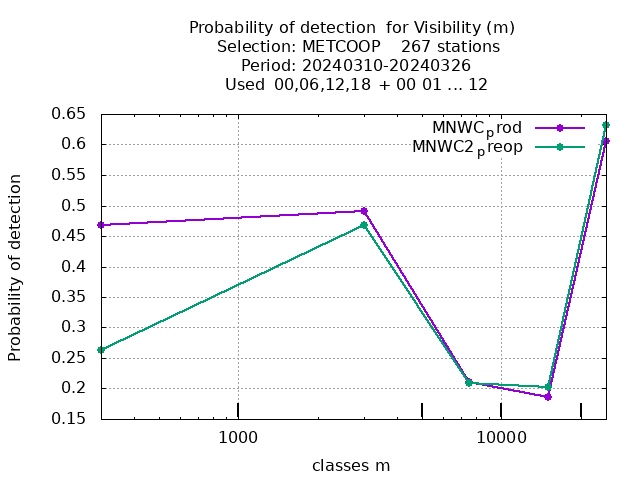 Probability of detection  for Visibility (m)
Selection: METCOOP    267 stations
Period: 20240310-20240326
Used  00,06,12,18 + 00 01 ... 12
0.65
MNWCprod
0.6
MNWC2preop
0.55
0.5
0.45
0.4
0.35
0.3
0.25
0.2
0.15
Probability of detection
1000
10000
classes m